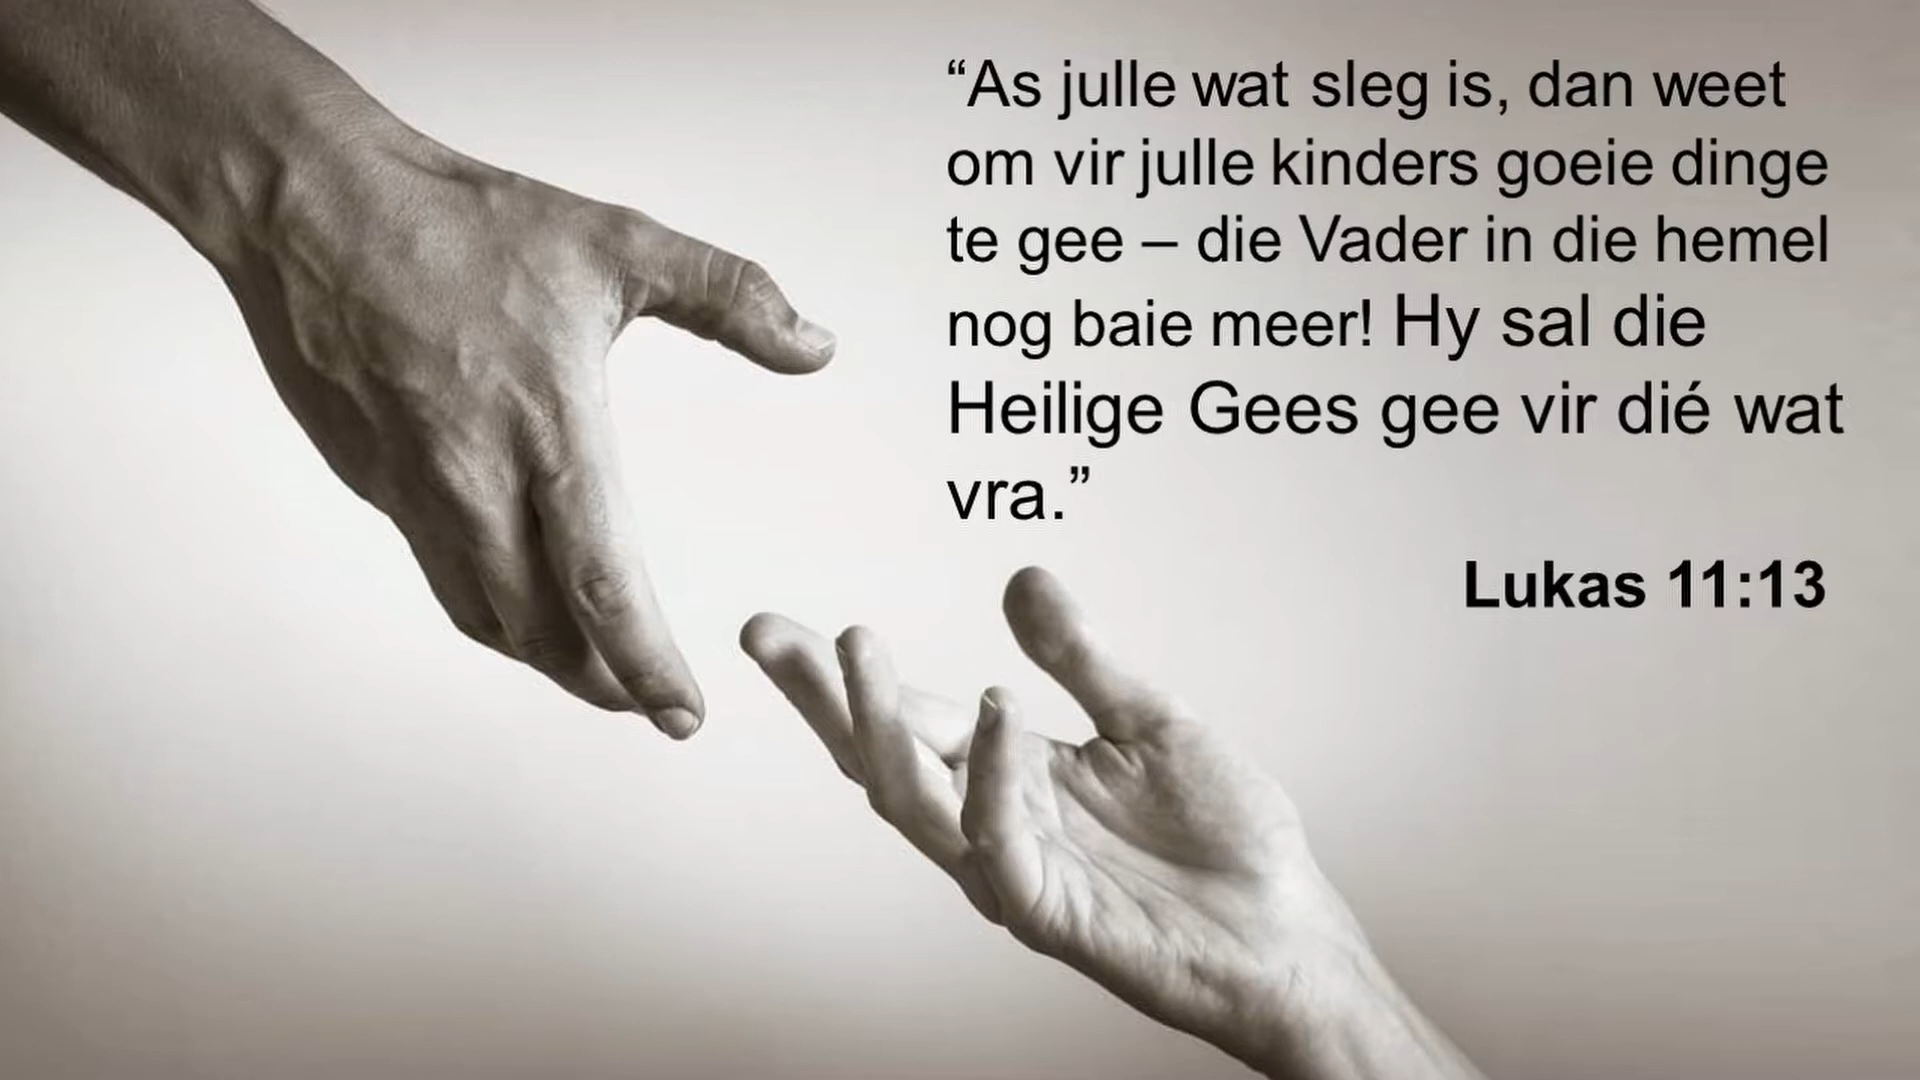 “As julle wat sleg is, dan weet
om vir julle kinders goeie dinge
te gee – die Vader in die hemel
nog baie meer! Hy sal die
Heilige Gees gee vir dié wat
vra.”
Lukas 11:13